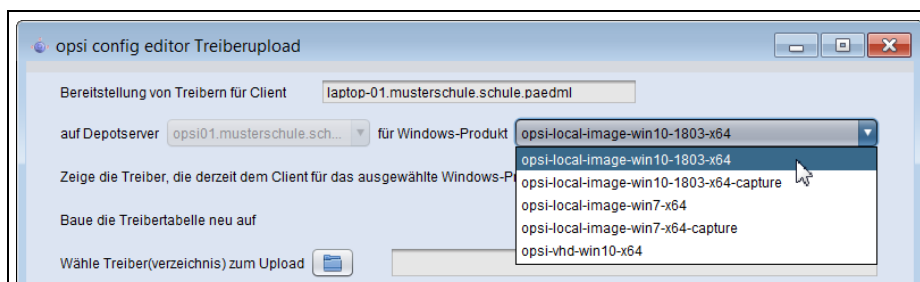 opsi config editor Treiberupload
Bereitstellung von Treibern für Client laptop-01.musterschule.schule.paedml
auf Depotserver opsi01.musterschule.sch... für Windows-Produkt opsi-local-image-win10-1803-x64
opsi-local-image-win10-1803-x64
Zeige die Treiber, die derzeit dem Client für das ausgewählte Windows-P
opsi-local-image-win10-1803-x64-capture
opsi-local-image-win7-x64
Baue die Treibertabelle neu auf
opsi-local-image-win7-x64-capture
opsi-vhd-win10-x64
Wähle Treiber(verzeichnis) zum Upload